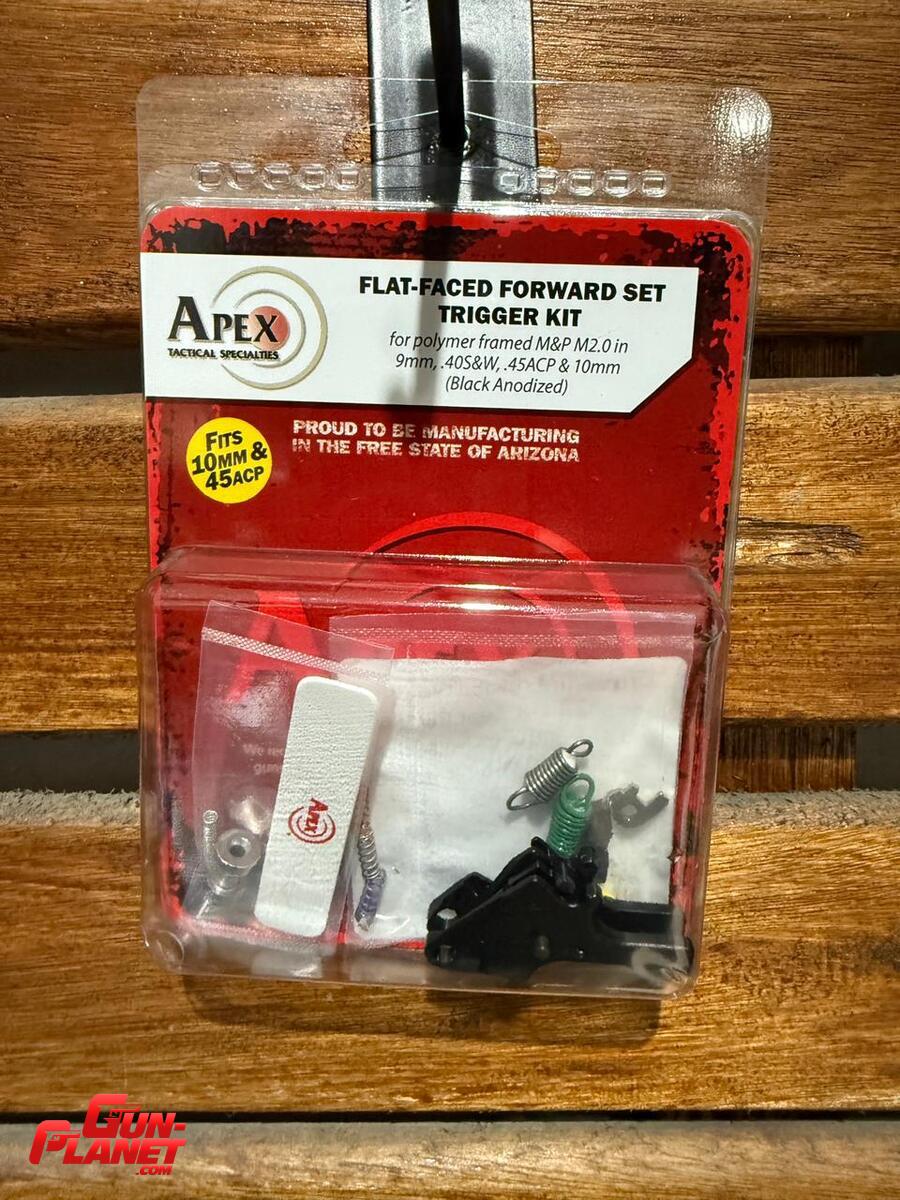 APEX
TACTICAL SPECIALTIES
FLAT-FACED FORWARD SET
TRIGGER KIT
for polymer framed M&P M2.0 in
9mm, .40S&W, .45ACP & 10mm
(Black Anodized)
FITS
10MM &
45ACP
PROUD TO BE MANUFACTURING
IN THE FREE STATE OF ARIZONA
We
APEX
GUN-
PLANET
.COM